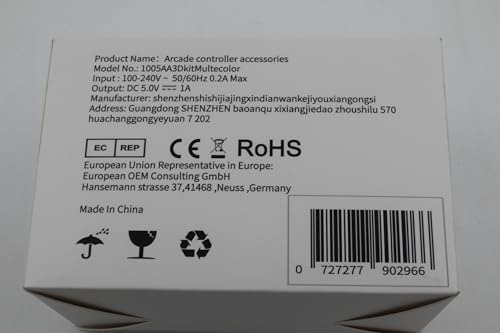 Product Name: Arcade controller accessories
Model No.: 1005AA3DkitMultecolor
Input : 100-240V ~ 50/60Hz 0.2A Max
Output: DC 5.0V ⎓ 1A
Manufacturer: shenzhenshishijiajingxindianwankejiyouxiangongsi
Address: Guangdong SHENZHEN baoanqu xixiangjiedao zhoushilu 570
huachanggongyeyuan 7 202
EC REP CE RoHS
European Union Representative in Europe:
European OEM Consulting GmbH
Hansemann strasse 37,41468 ,Neuss ,Germany
Made In China
0 727277 902966